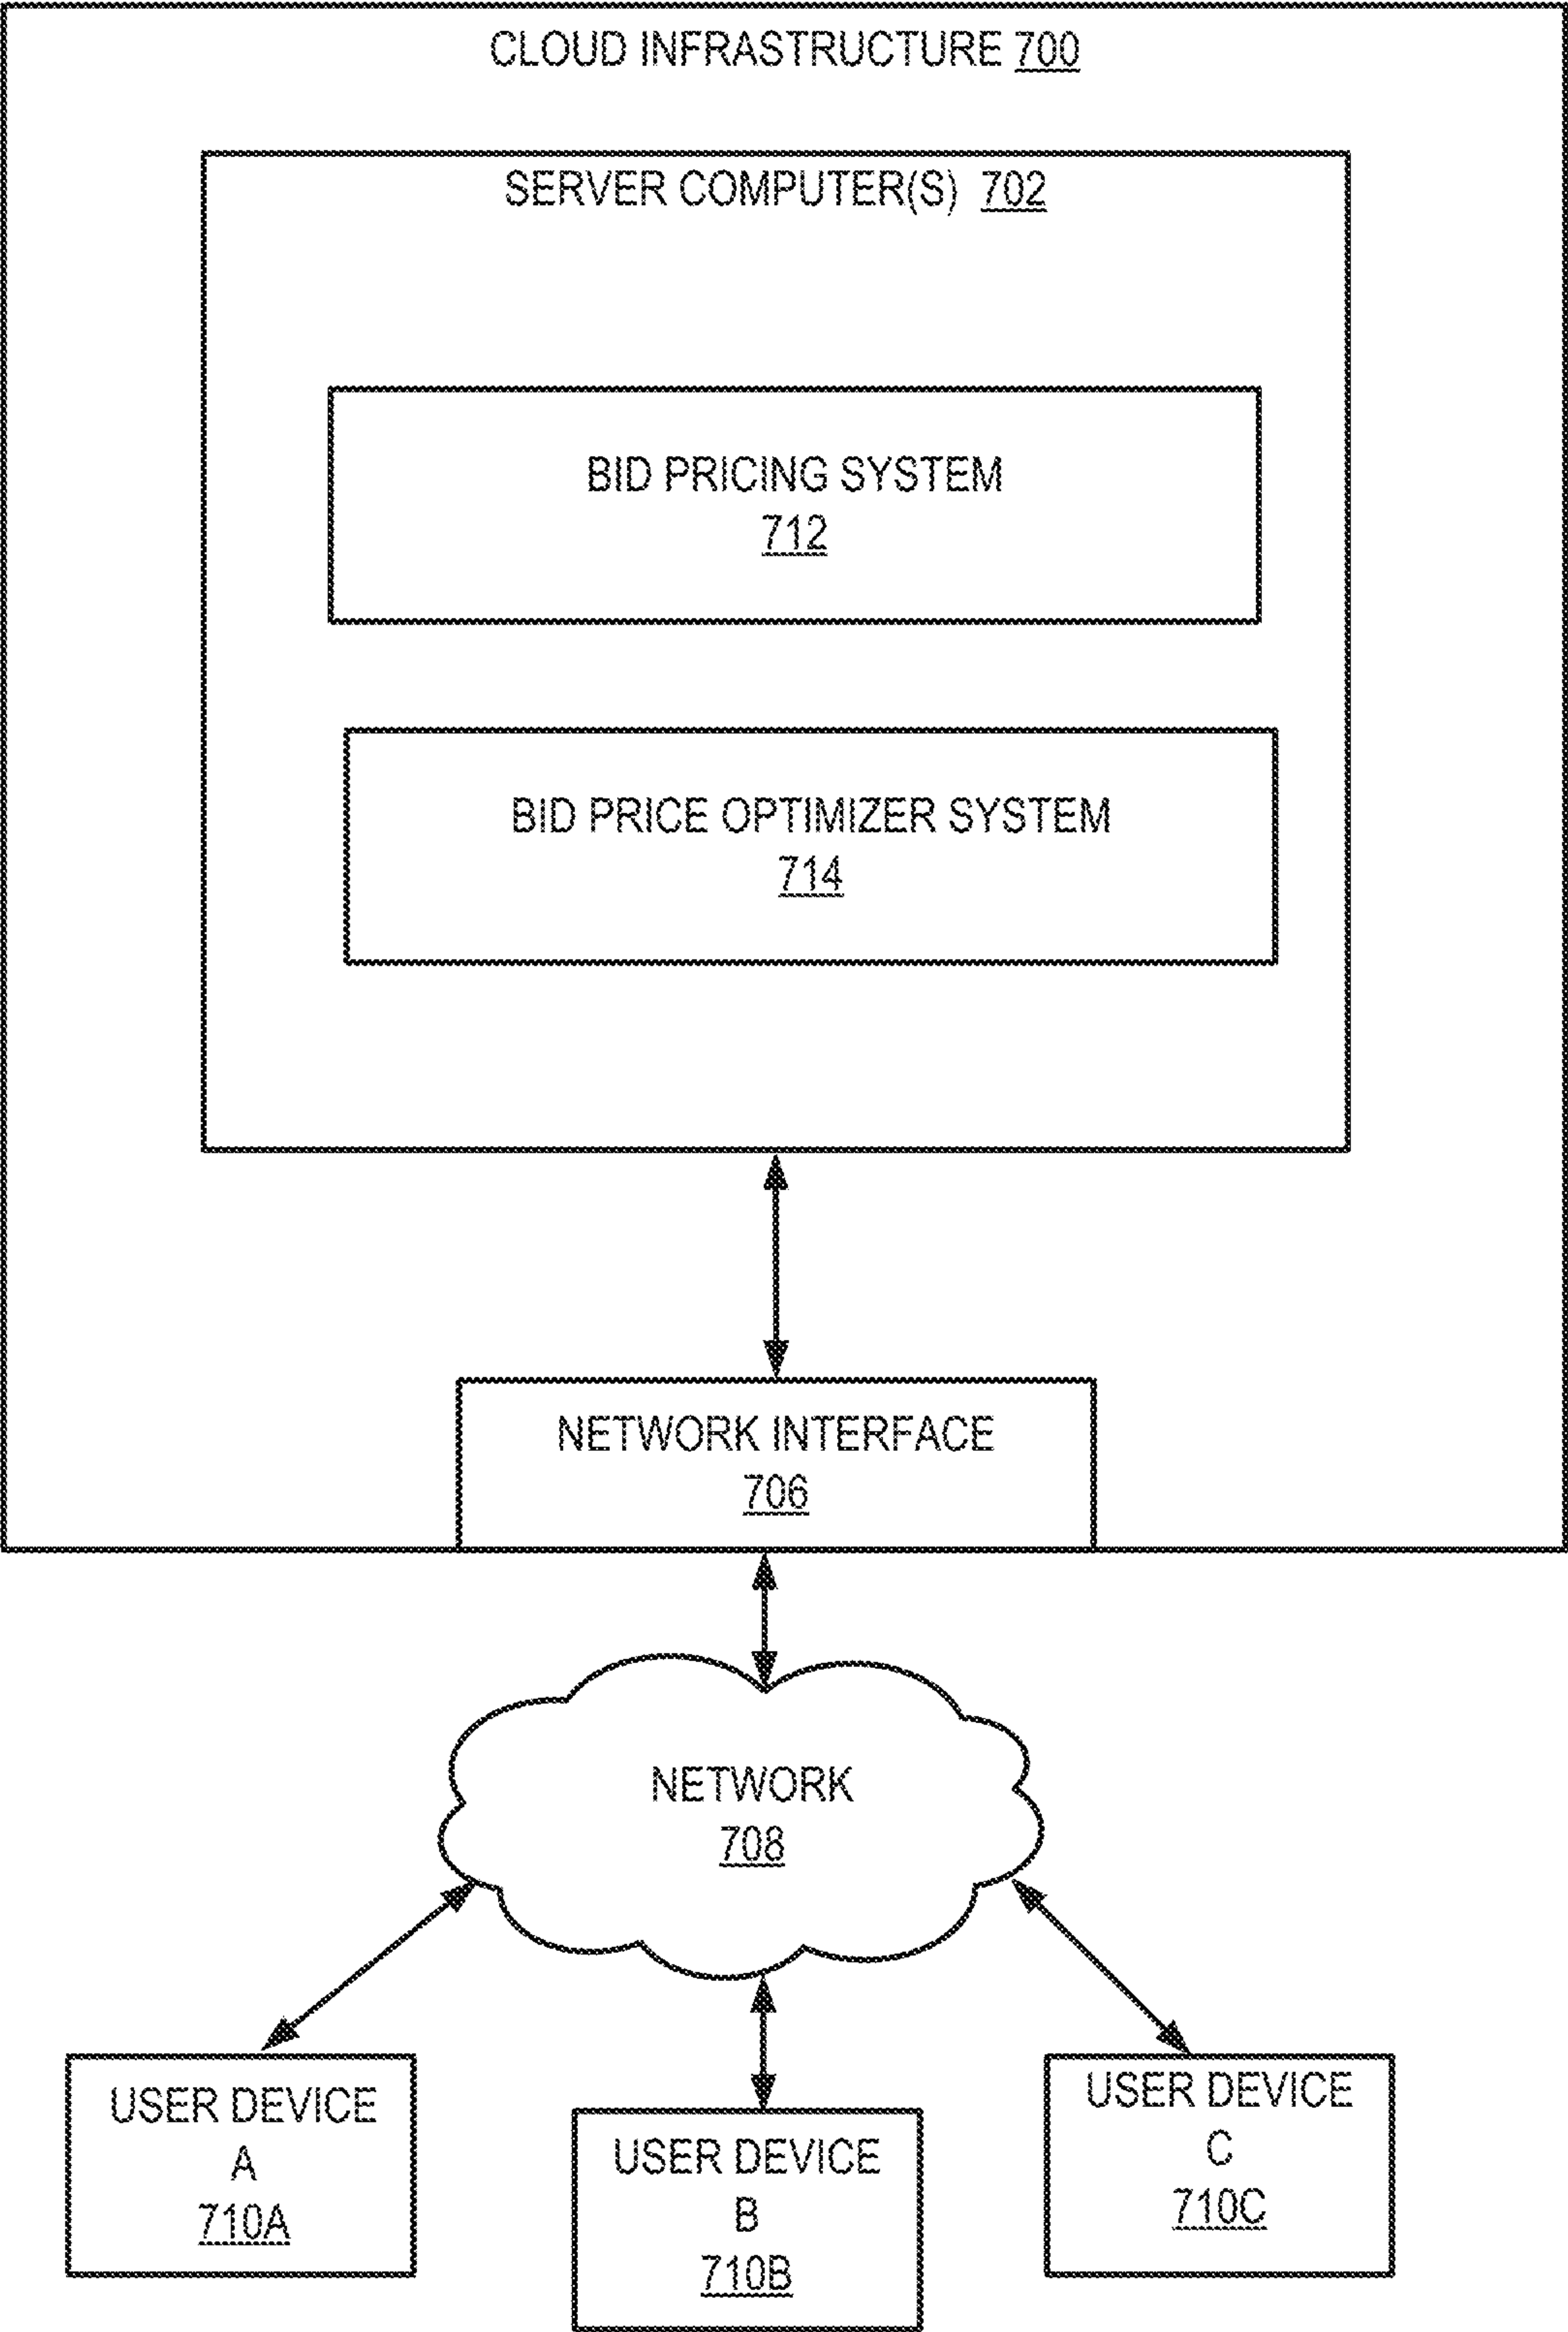 CLOUD INFRASTRUCTURE 700
SERVER COMPUTER(S) 702
BID PRICING SYSTEM
712
BID PRICE OPTIMIZER SYSTEM
714
NETWORK INTERFACE
706
NETWORK
708
USER DEVICE
A
710A
USER DEVICE
B
710B
USER DEVICE
C
710C